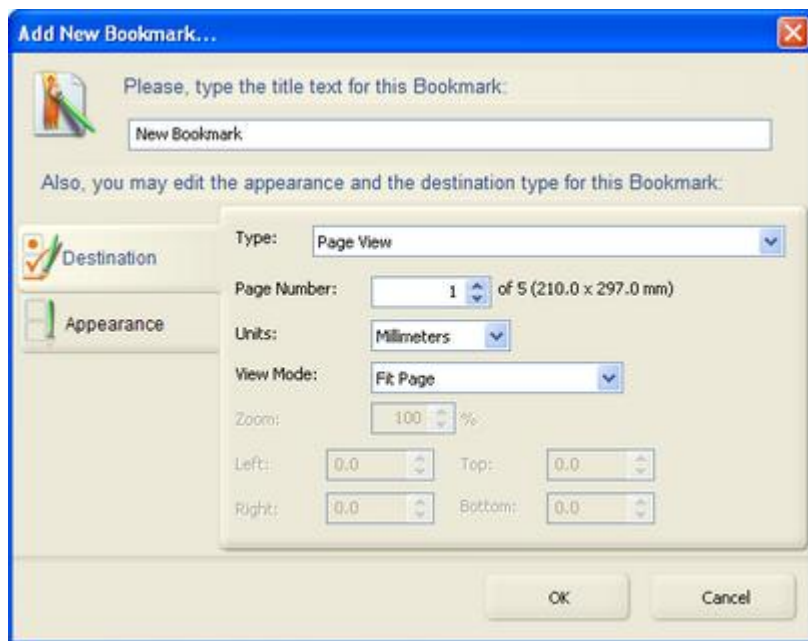 Add New Bookmark...
Please, type the title text for this Bookmark:
New Bookmark
Also, you may edit the appearance and the destination type for this Bookmark:
Destination
Appearance
Type: Page View
Page Number: 1 of 5 (210.0 x 297.0 mm)
Units: Millimeters
View Mode: Fit Page
Zoom: 100 %
Left: 0.0 Top: 0.0
Right: 0.0 Bottom: 0.0
OK Cancel